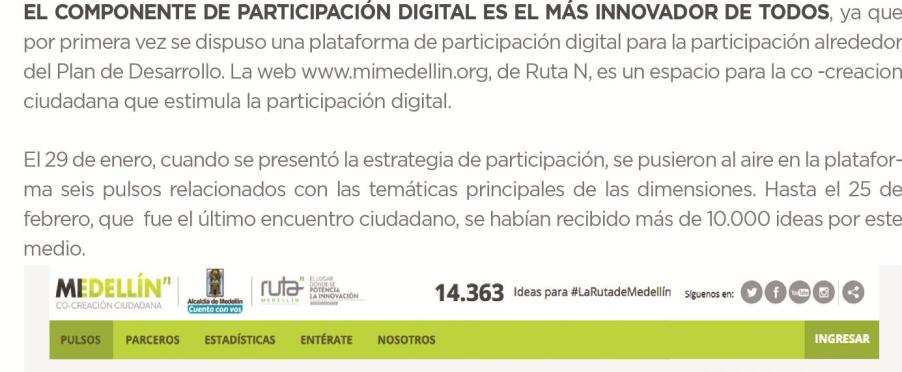 EL COMPONENTE DE PARTICIPACIÓN DIGITAL ES EL MÁS INNOVADOR DE TODOS, ya que
por primera vez se dispuso una plataforma de participación digital para la participación alrededor
del Plan de Desarrollo. La web www.mimedellin.org, de Ruta N, es un espacio para la co -creacion
ciudadana que estimula la participación digital.
El 29 de enero, cuando se presentó la estrategia de participación, se pusieron al aire en la platafor-
ma seis pulsos relacionados con las temáticas principales de las dimensiones. Hasta el 25 de
febrero, que fue el último encuentro ciudadano, se habían recibido más de 10.000 ideas por este
medio.
MEDELLÍN"
CO-CREACIÓN CIUDADANA
Alcaldía de Medellín
Cuenta con vos
ruta n
MEDELLÍN
EL LUGAR
DONDE SE
POTENCIA
LA INNOVACIÓN
14.363 Ideas para #LaRutadeMedellín
Síguenos en:
You Tube
PULSOS PARCEROS ESTADÍSTICAS ENTÉRATE NOSOTROS INGRESAR